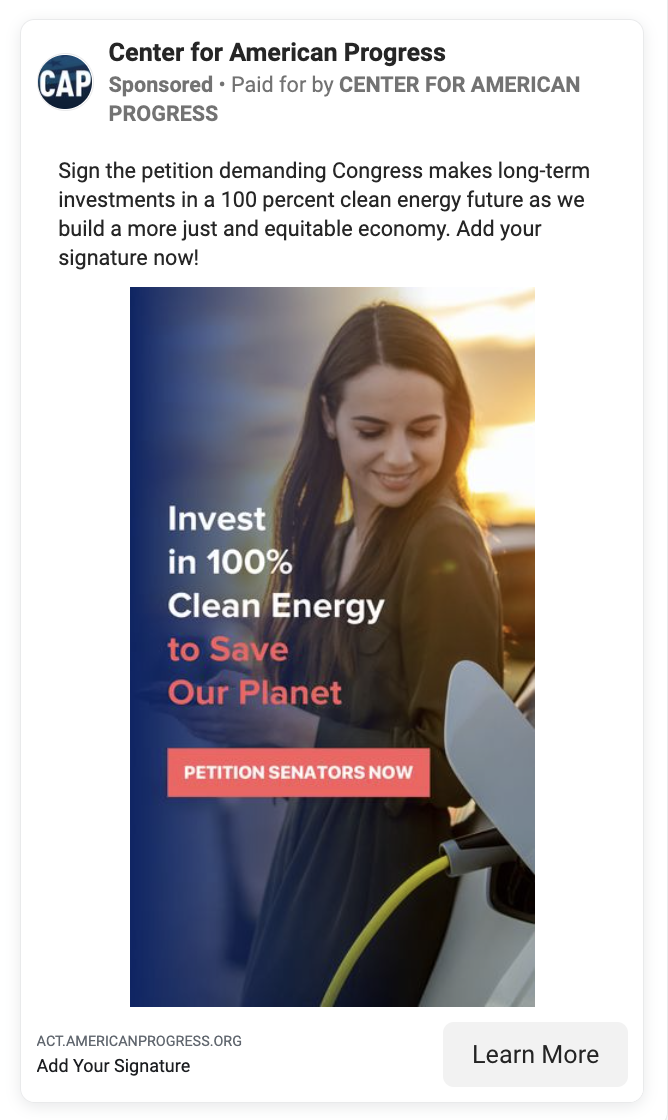 CAP
Center for American Progress
Sponsored • Paid for by CENTER FOR AMERICAN
PROGRESS
Sign the petition demanding Congress makes long-term
investments in a 100 percent clean energy future as we
build a more just and equitable economy. Add your
signature now!
Invest
in 100%
Clean Energy
to Save
Our Planet
PETITION SENATORS NOW
ACT.AMERICANPROGRESS.ORG
Add Your Signature
Learn More